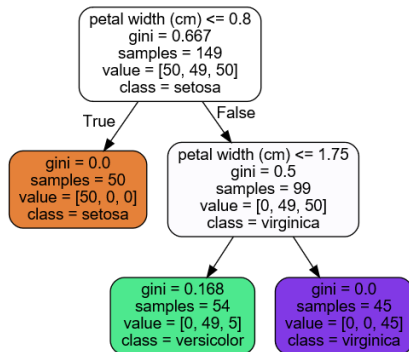 petal width (cm) <= 0.8
gini = 0.667
samples = 149
value = [50, 49, 50]
class = setosa
True
False
gini = 0.0
samples = 50
value = [50, 0, 0]
class = setosa
petal width (cm) <= 1.75
gini = 0.5
samples = 99
value = [0, 49, 50]
class = virginica
gini = 0.168
samples = 54
value = [0, 49, 5]
class = versicolor
gini = 0.0
samples = 45
value = [0, 0, 45]
class = virginica